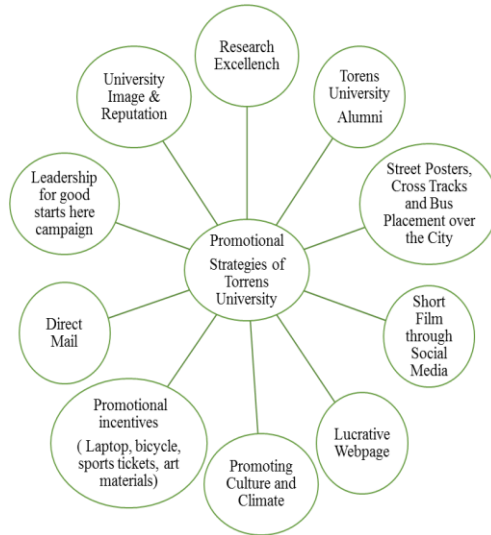 Research
Excellench
Torens
University
Alumni
Street Posters,
Cross Tracks
and Bus
Placement over
the City
Short
Film
through
Social
Media
Lucrative
Webpage
Promoting
Culture and
Climate
Promotional
incentives
( Laptop, bicycle,
sports tickets, art
materials)
Direct
Mail
Leadership
for good
starts here
campaign
University
Image &
Reputation
Promotional
Strategies of
Torrens
University